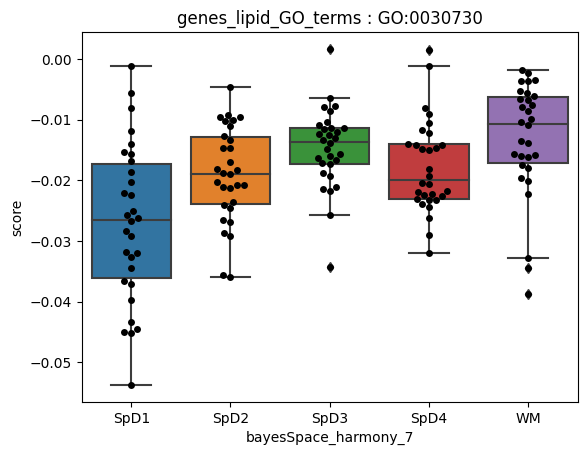 genes_lipid_GO_terms : GO:0030730
0.00
−0.01
−0.02
−0.03
−0.04
−0.05
score
SpD1 SpD2 SpD3 SpD4 WM
bayesSpace_harmony_7